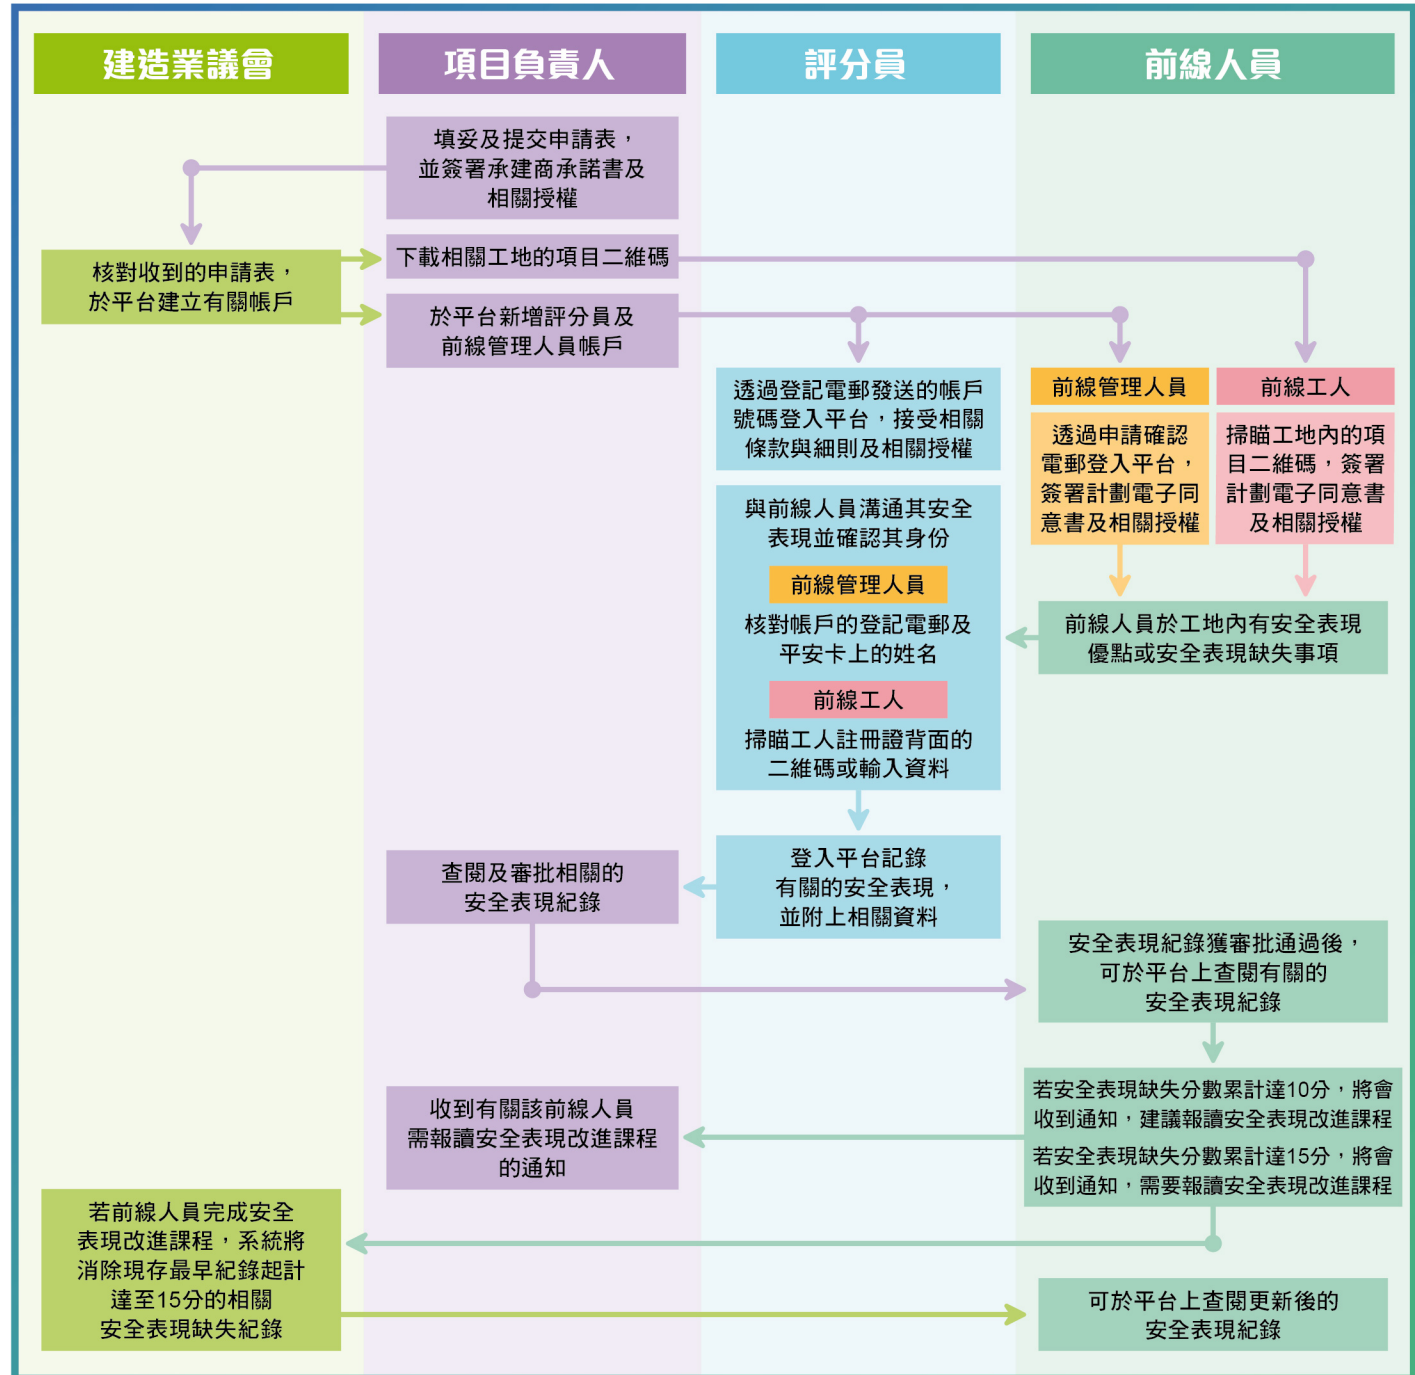 建造業議會
項目負責人
評分員
前線人員
填妥及提交申請表，
並簽署承建商承諾書及
相關授權
核對收到的申請表，
於平台建立有關帳戶
下載相關工地的項目二維碼
於平台新增評分員及
前線管理人員帳戶
透過登記電郵發送的帳戶
號碼登入平台，接受相關
條款與細則及相關授權
前線管理人員
透過申請確認
電郵登入平台，
簽署計劃電子同
意書及相關授權
前線工人
掃瞄工地內的項
目二維碼，簽署
計劃電子同意書
及相關授權
與前線人員溝通其安全
表現並確認其身份
前線管理人員
核對帳戶的登記電郵及
平安卡上的姓名
前線工人
掃瞄工人註冊證背面的
二維碼或輸入資料
前線人員於工地內有安全表現
優點或安全表現缺失事項
登入平台記錄
有關的安全表現，
並附上相關資料
查閱及審批相關的
安全表現紀錄
安全表現紀錄獲審批通過後，
可於平台上查閱有關的
安全表現紀錄
若安全表現缺失分數累計達10分，將會
收到通知，建議報讀安全表現改進課程
若安全表現缺失分數累計達15分，將會
收到通知，需要報讀安全表現改進課程
收到有關該前線人員
需報讀安全表現改進課程
的通知
若前線人員完成安全
表現改進課程，系統將
消除現存最早紀錄起計
達至15分的相關
安全表現缺失紀錄
可於平台上查閱更新後的
安全表現紀錄